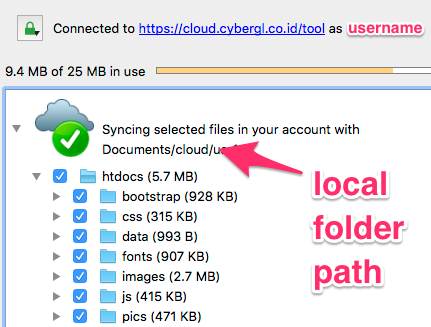 Connected to https://cloud.cybergl.co.id/tool as username
9.4 MB of 25 MB in use
Syncing selected files in your account with
Documents/cloud/
local
folder
path
htdocs (5.7 MB)
bootstrap (928 KB)
css (315 KB)
data (993 B)
fonts (907 KB)
images (2.7 MB)
js (415 KB)
pics (471 KB)